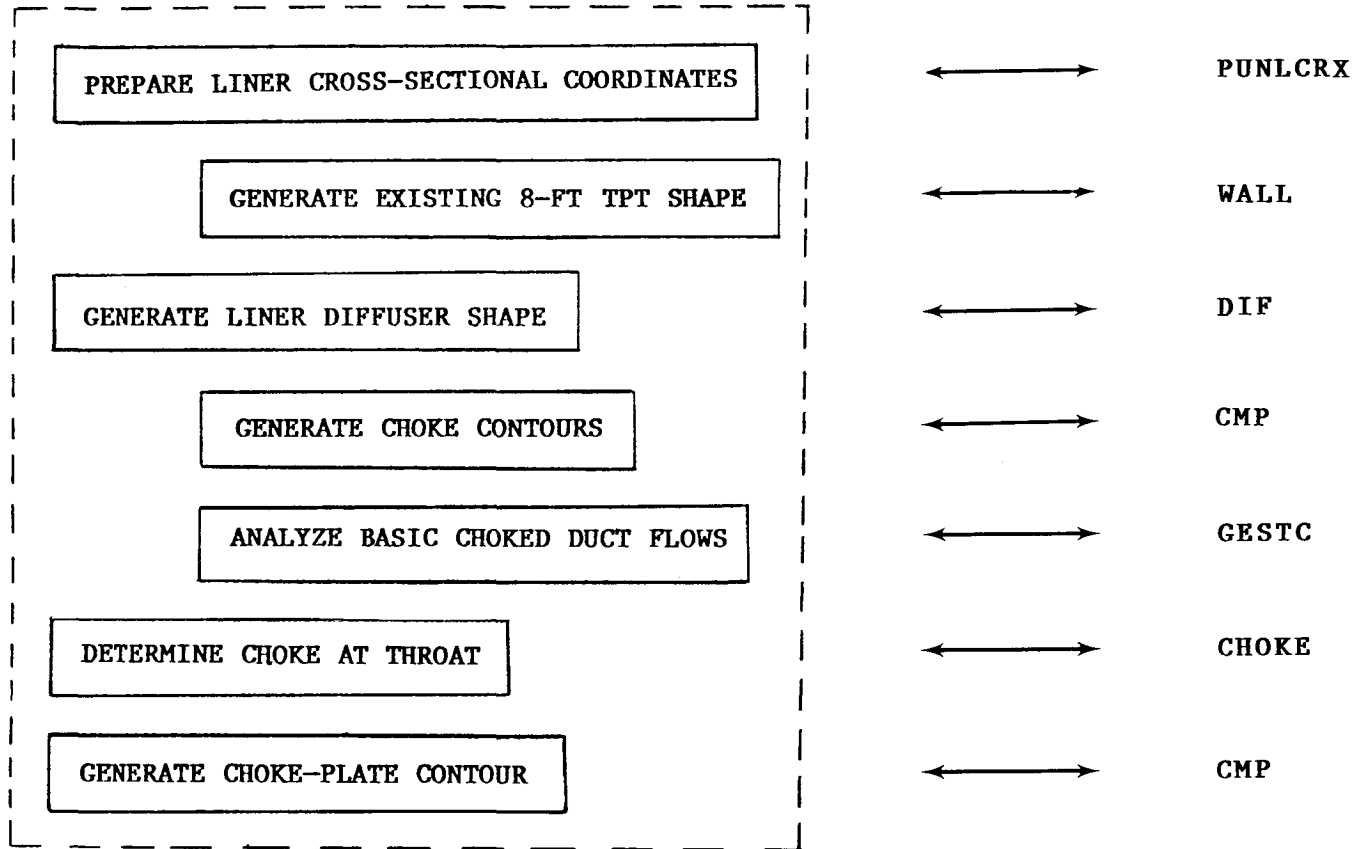 PREPARE LINER CROSS-SECTIONAL COORDINATES PUNLCRX
GENERATE EXISTING 8-FT TPT SHAPE WALL
GENERATE LINER DIFFUSER SHAPE DIF
GENERATE CHOKE CONTOURS CMP
ANALYZE BASIC CHOKED DUCT FLOWS GESTC
DETERMINE CHOKE AT THROAT CHOKE
GENERATE CHOKE-PLATE CONTOUR CMP